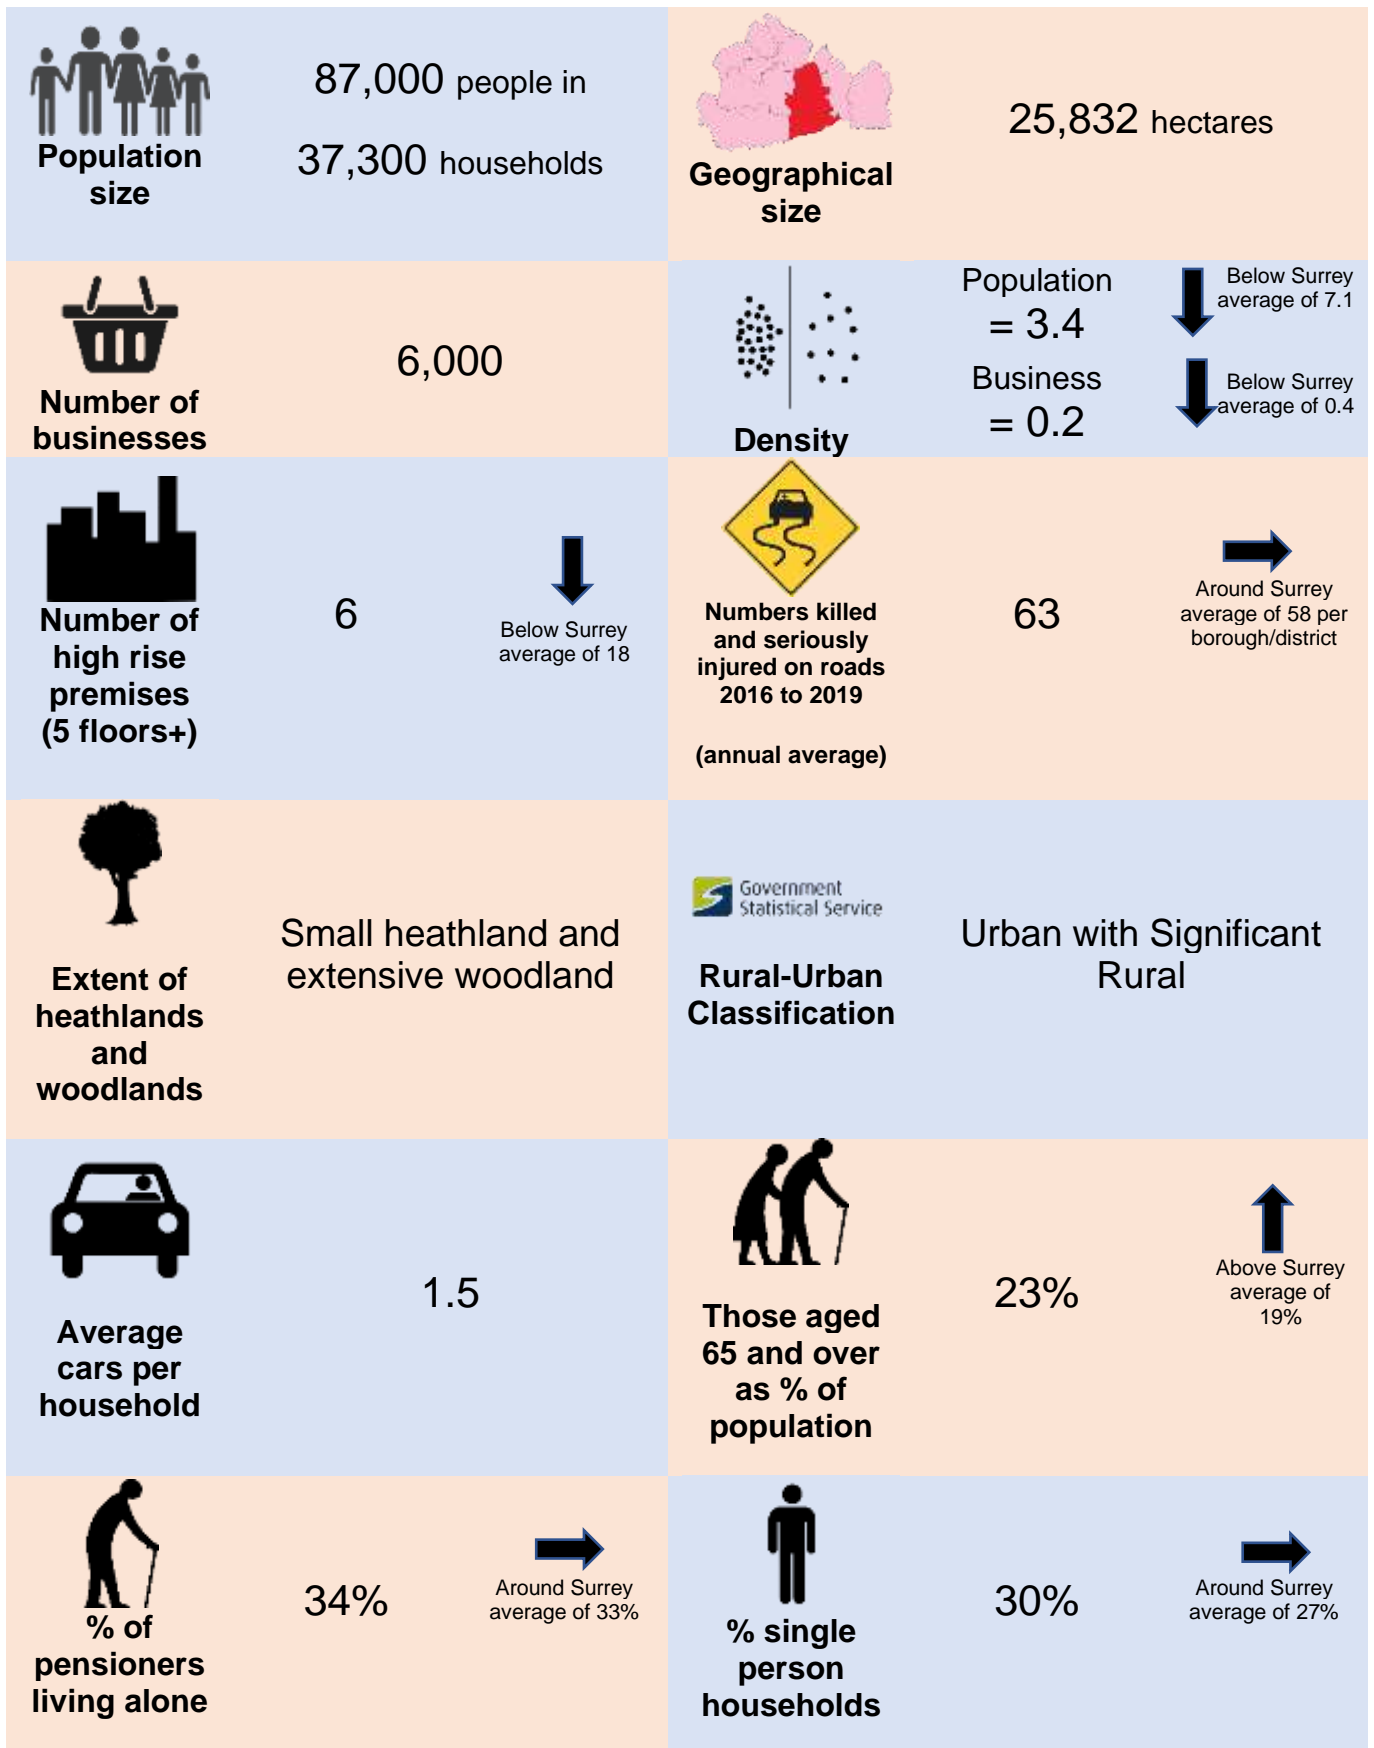 87,000 people in
37,300 households
Population
size
25,832 hectares
Geographical
size
6,000
Number of
businesses
Population
= 3.4
Below Surrey
average of 7.1
Business
= 0.2
Below Surrey
average of 0.4
Density
6
Below Surrey
average of 18
Number of
high rise
premises
(5 floors+)
Numbers killed
and seriously
injured on roads
2016 to 2019
(annual average)
63
Around Surrey
average of 58 per
borough/district
Extent of
heathlands
and
woodlands
Small heathland and
extensive woodland
Government
Statistical Service
Rural-Urban
Classification
Urban with Significant
Rural
Average
cars per
household
1.5
Those aged
65 and over
as % of
population
23%
Above Surrey
average of
19%
% of
pensioners
living alone
34%
Around Surrey
average of 33%
% single
person
households
30%
Around Surrey
average of 27%